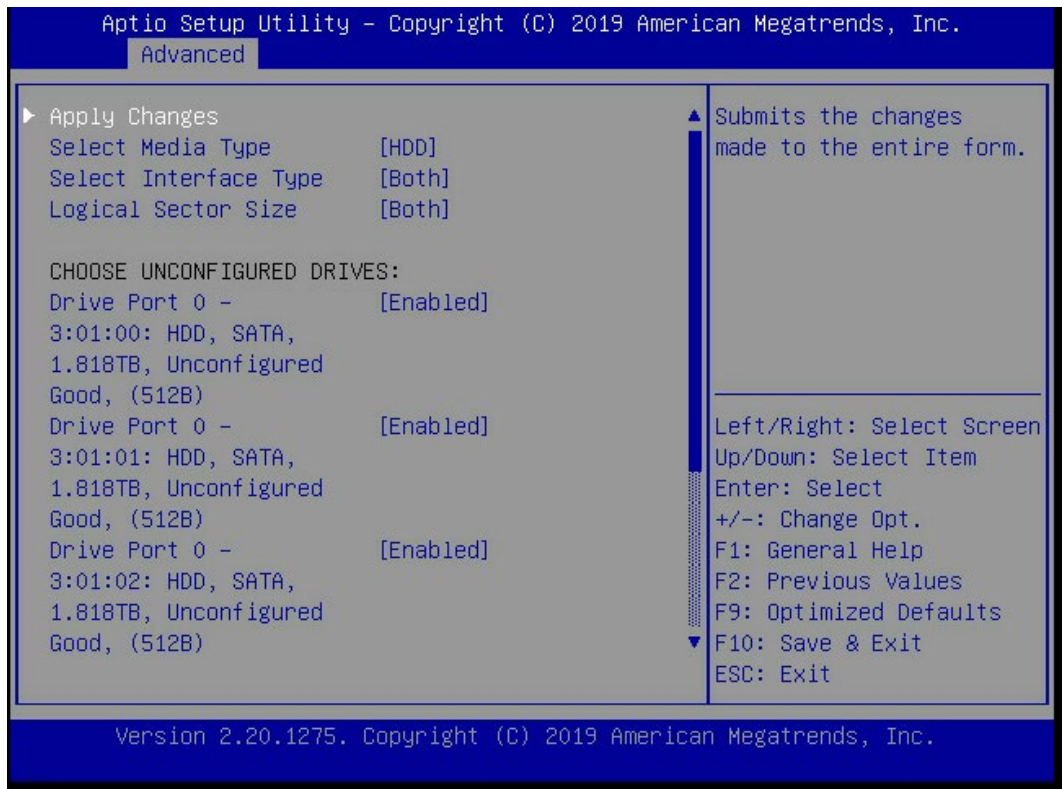 Aptio Setup Utility – Copyright (C) 2019 American Megatrends, Inc.
Advanced
Apply Changes
Select Media Type [HDD]
Select Interface Type [Both]
Logical Sector Size [Both]
CHOOSE UNCONFIGURED DRIVES:
Drive Port 0 – [Enabled]
3:01:00: HDD, SATA,
1.818TB, Unconfigured
Good, (512B)
Drive Port 0 – [Enabled]
3:01:01: HDD, SATA,
1.818TB, Unconfigured
Good, (512B)
Drive Port 0 – [Enabled]
3:01:02: HDD, SATA,
1.818TB, Unconfigured
Good, (512B)
Submits the changes
made to the entire form.
Left/Right: Select Screen
Up/Down: Select Item
Enter: Select
+/–: Change Opt.
F1: General Help
F2: Previous Values
F9: Optimized Defaults
F10: Save & Exit
ESC: Exit
Version 2.20.1275. Copyright (C) 2019 American Megatrends, Inc.